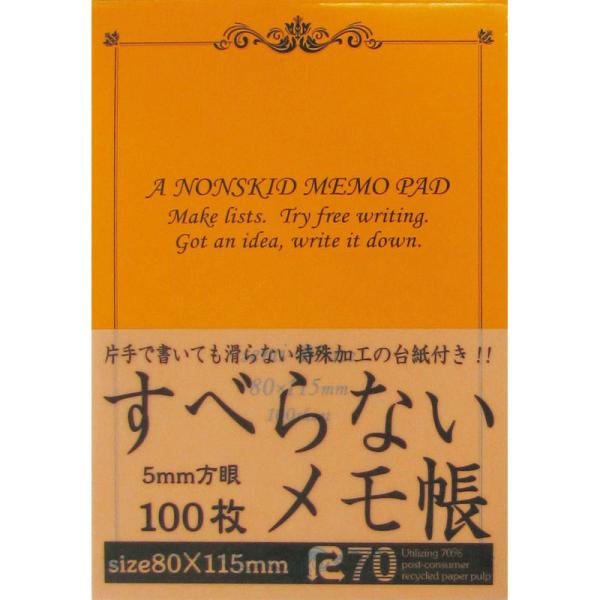 A NONSKID MEMO PAD
Make lists. Try free writing.
Got an idea, write it down.
片手で書いても滑らない特殊加工の台紙付き!!
80×115mm
すべらない
5mm方眼
100枚
メモ帳
size80X115mm
R70
Utilizing 70%
post-consumer
recycled paper pulp